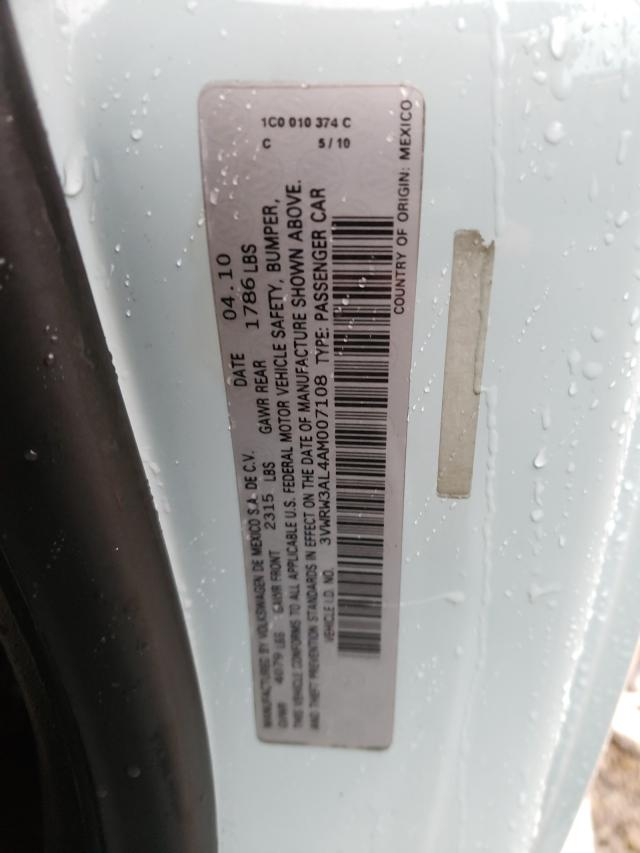 MANUFACTURED BY VOLKSWAGEN DE MEXICO S.A. DE C.V. DATE 04.10
GVWR 4079 LBS GAWR FRONT 2315 LBS GAWR REAR 1786 LBS
THIS VEHICLE CONFORMS TO ALL APPLICABLE U.S. FEDERAL MOTOR VEHICLE SAFETY, BUMPER,
AND THEFT PREVENTION STANDARDS IN EFFECT ON THE DATE OF MANUFACTURE SHOWN ABOVE.
VEHICLE I.D. NO. 3VWRW3AL4AM007108 TYPE: PASSENGER CAR
COUNTRY OF ORIGIN: MEXICO
1C0 010 374 C
C 5/10